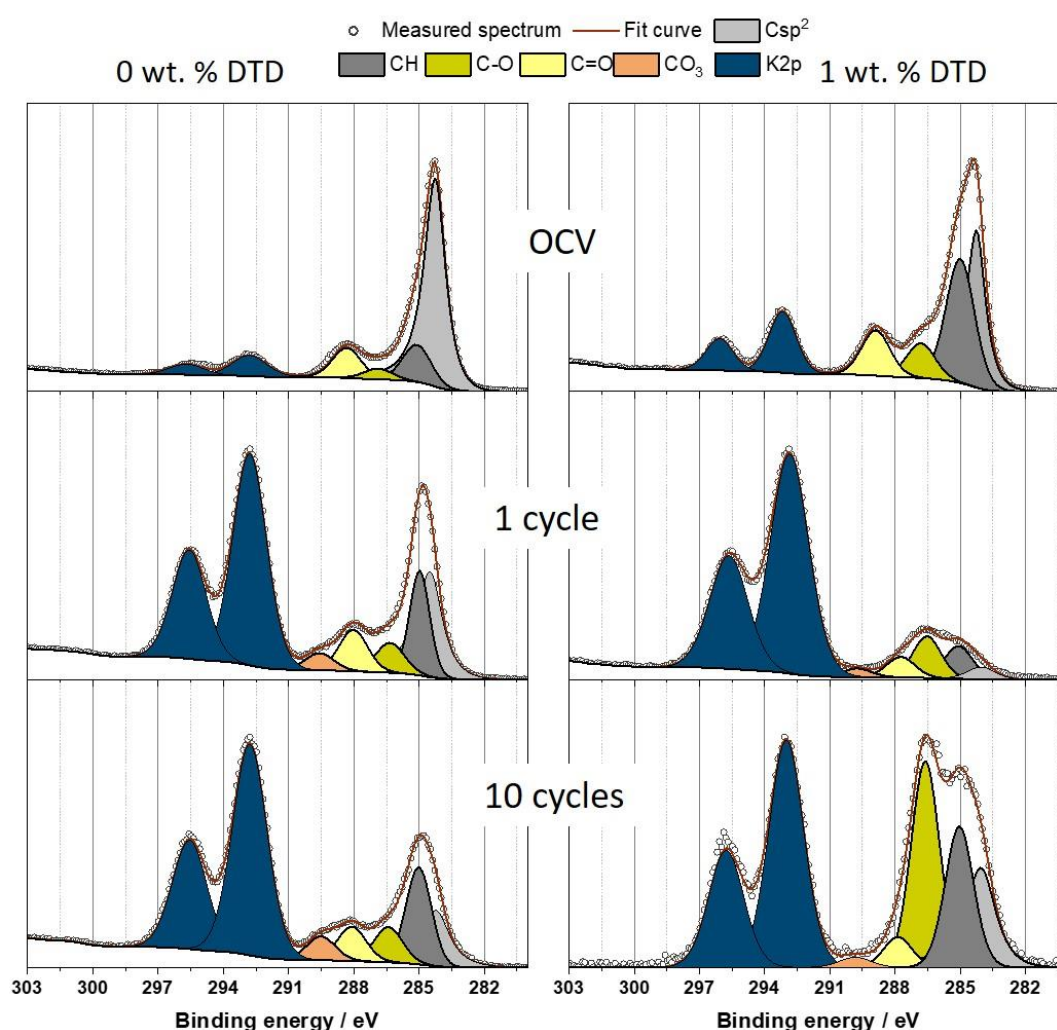 Measured spectrum Fit curve Csp²
CH C-O C=O CO₃ K2p
0 wt. % DTD 1 wt. % DTD
OCV
1 cycle
10 cycles
303 300 297 294 291 288 285 282 303 300 297 294 291 288 285 282
Binding energy / eV Binding energy / eV